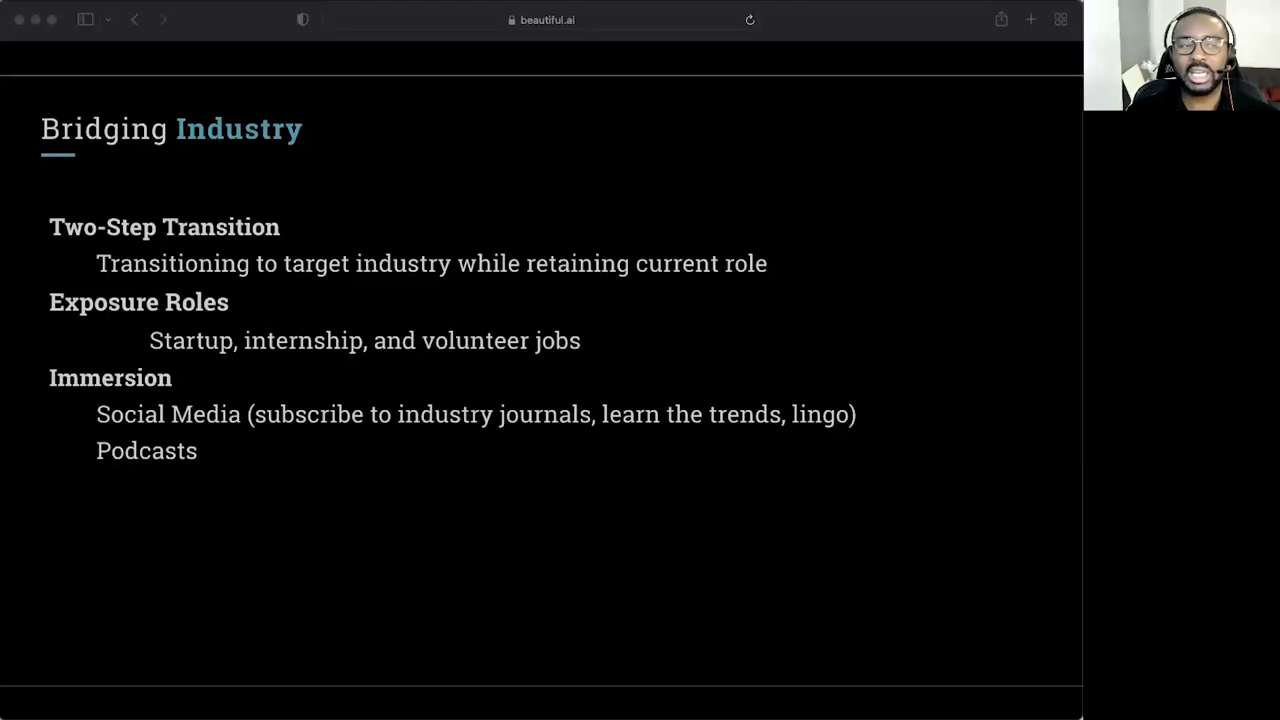 beautiful.ai
Bridging Industry
Two-Step Transition
Transitioning to target industry while retaining current role
Exposure Roles
Startup, internship, and volunteer jobs
Immersion
Social Media (subscribe to industry journals, learn the trends, lingo)
Podcasts